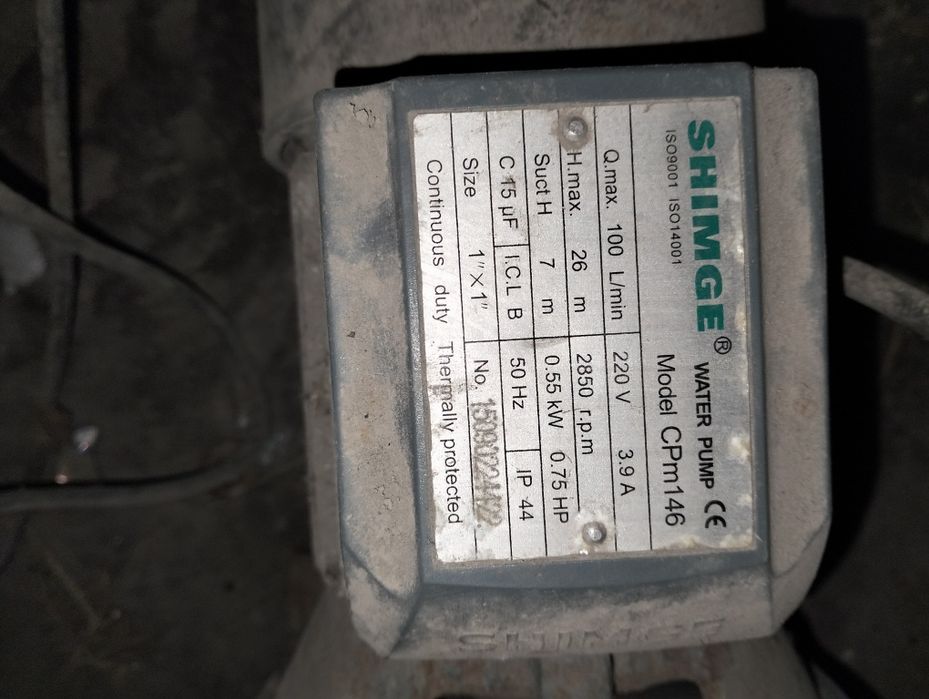 SHIMGE® WATER PUMP CE
ISO9001 ISO14001 Model CPm146
Q.max. 100 L/min 220 V 3.9 A
H.max. 26 m 2850 r.p.m
Suct H 7 m 0.55 kW 0.75 HP
C 15 µF I.C.L B 50 Hz IP 44
Size 1"×1" No.
Continuous duty Thermally protected
SHIMGE